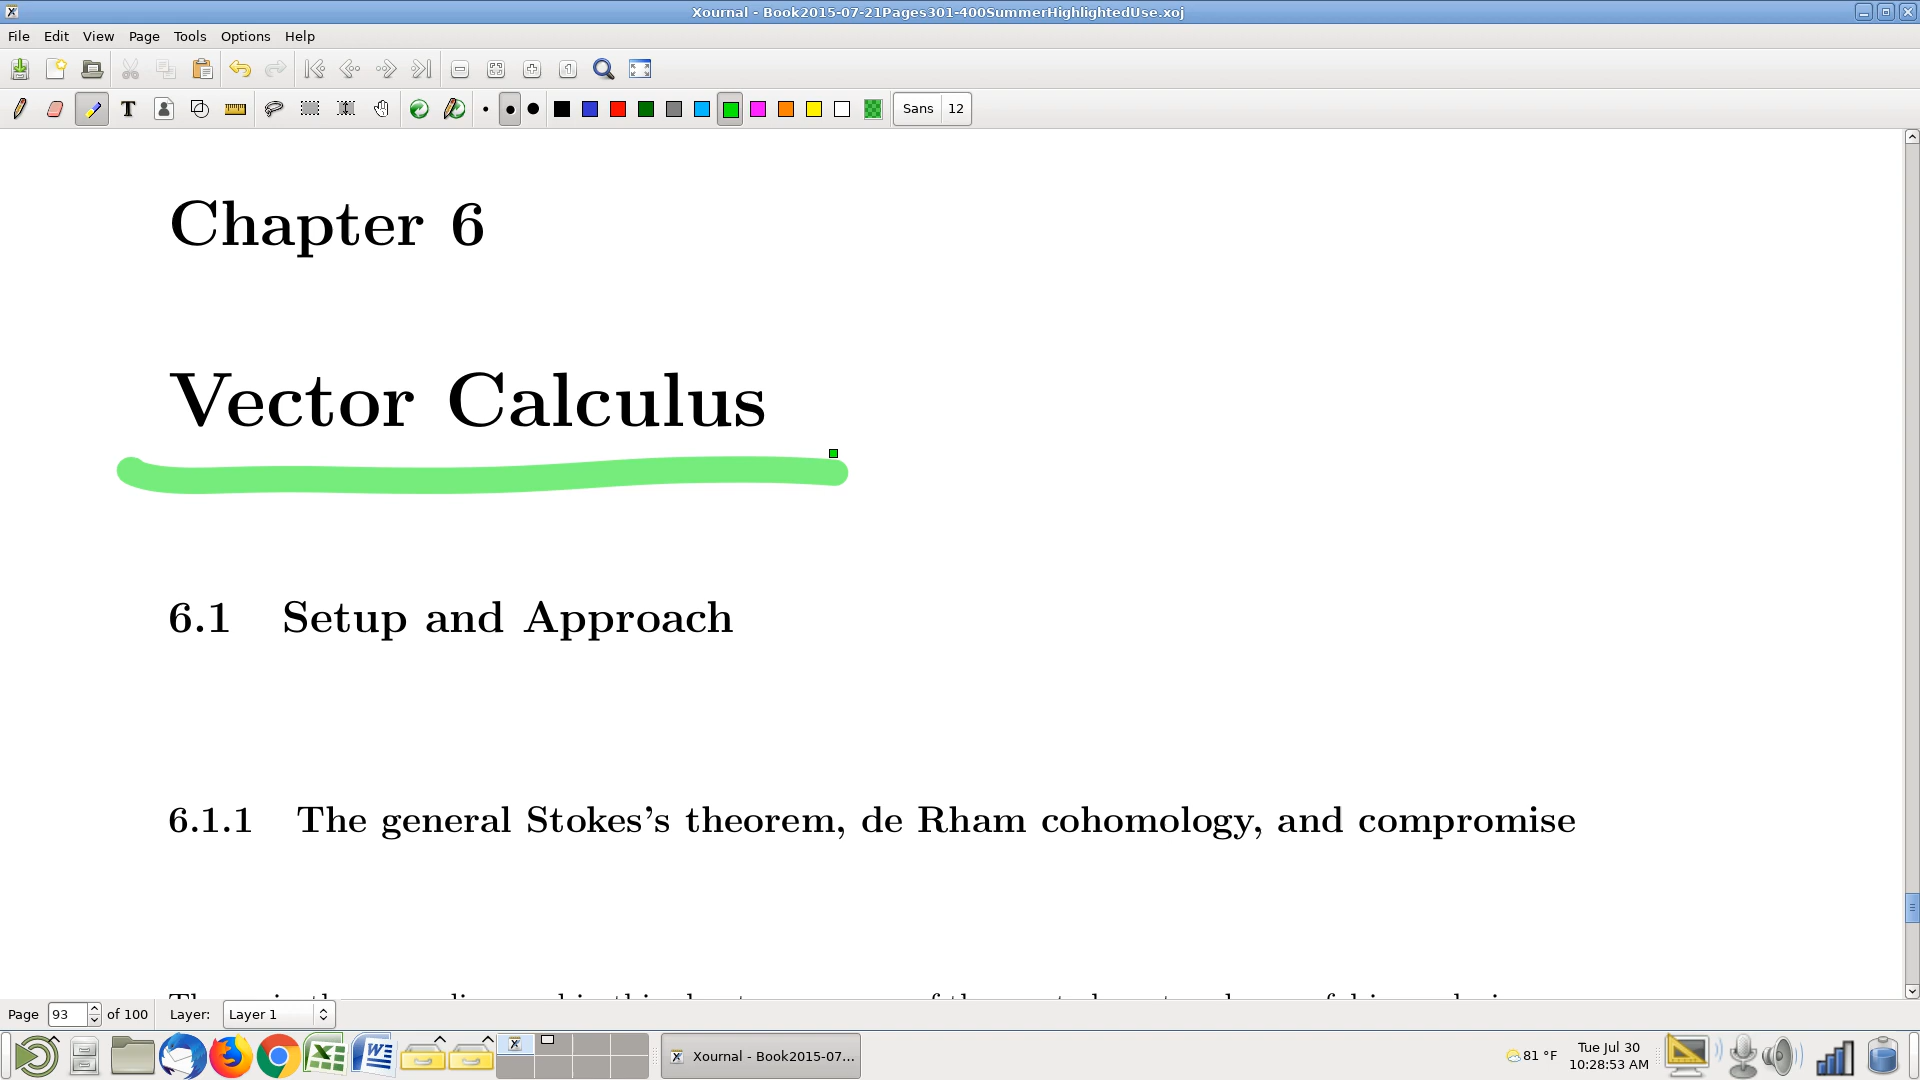 Xournal - Book2015-07-21Pages301-400SummerHighlightedUse.xoj
File Edit View Page Tools Options Help
T Sans 12
Chapter 6
Vector Calculus
6.1 Setup and Approach
6.1.1 The general Stokes's theorem, de Rham cohomology, and compromise
Page 93 of 100 Layer: Layer 1
Xournal - Book2015-07...
81 °F
Tue Jul 30
10:28:53 AM